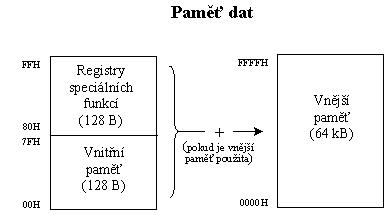 Paměť dat
FFH
Registry
speciálních
funkcí
(128 B)
80H
7FH
Vnitřní
paměť
(128 B)
00H
+
(pokud je vnější
paměť použita)
FFFFH
Vnější
paměť
(64 kB)
0000H